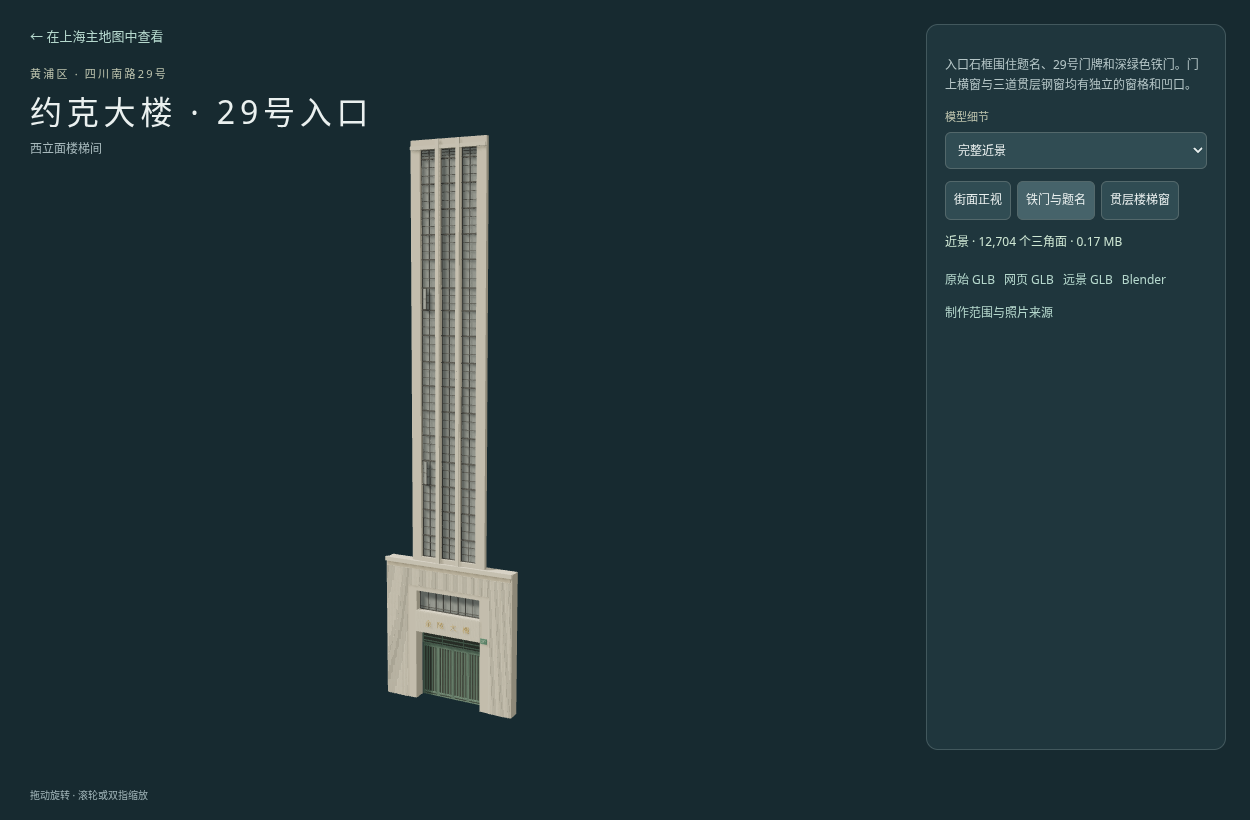 ← 在上海主地图中查看
黄浦区 · 四川南路29号
约克大楼 · 29号入口
西立面楼梯间
入口石框围住题名、29号门牌和深绿色铁门。门
上横窗与三道贯层钢窗均有独立的窗格和凹口。
模型细节
完整近景
街面正视 铁门与题名 贯层楼梯窗
近景 · 12,704 个三角面 · 0.17 MB
原始 GLB 网页 GLB 远景 GLB Blender
制作范围与照片来源
拖动旋转 · 滚轮或双指缩放